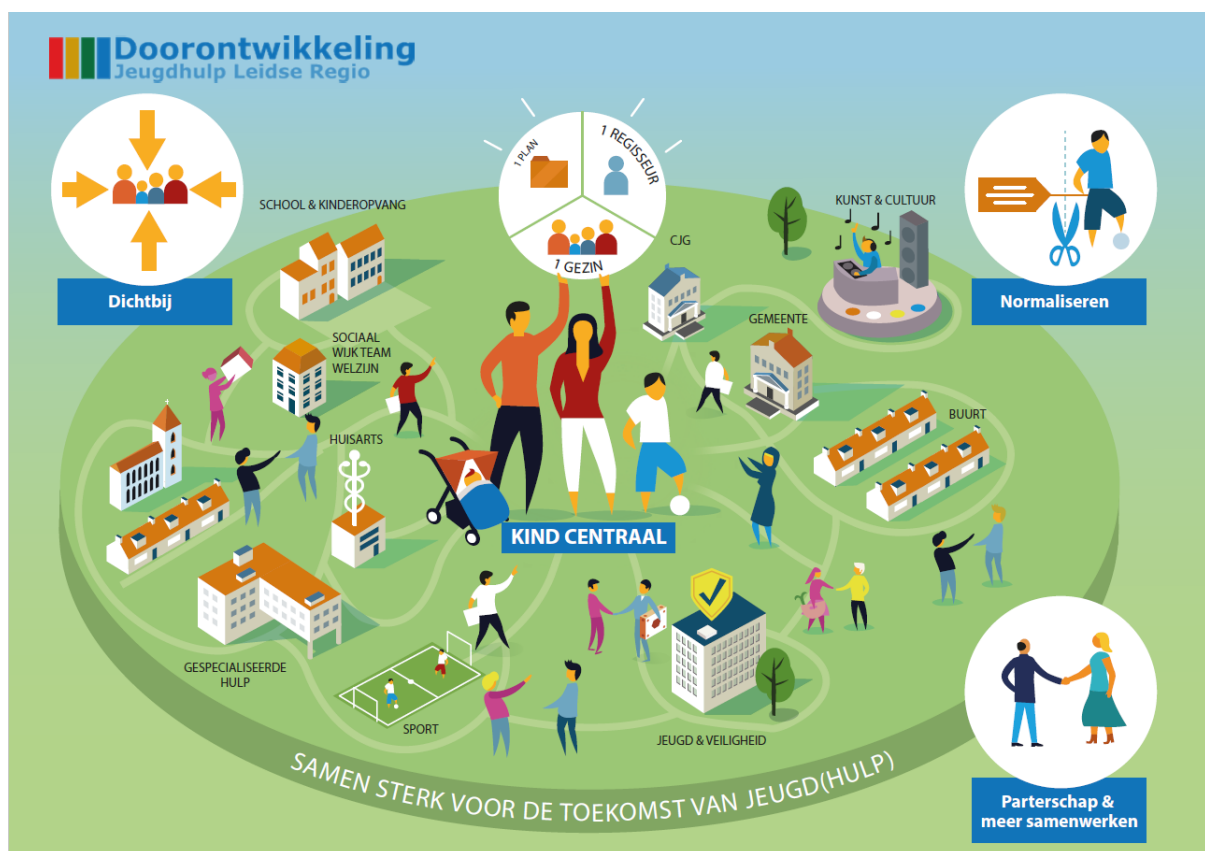 Doorontwikkeling
Jeugdhulp Leidse Regio
1 PLAN
1 REGISSEUR
1 GEZIN
Dichtbij
Normaliseren
SCHOOL & KINDEROPVANG
KUNST & CULTUUR
CJG
GEMEENTE
SOCIAAL
WIJKTEAM
WELZIJN
BUURT
HUISARTS
KIND CENTRAAL
GESPECIALISEERDE
HULP
SPORT
JEUGD & VEILIGHEID
SAMEN STERK VOOR DE TOEKOMST VAN JEUGD(HULP)
Parterschap &
meer samenwerken